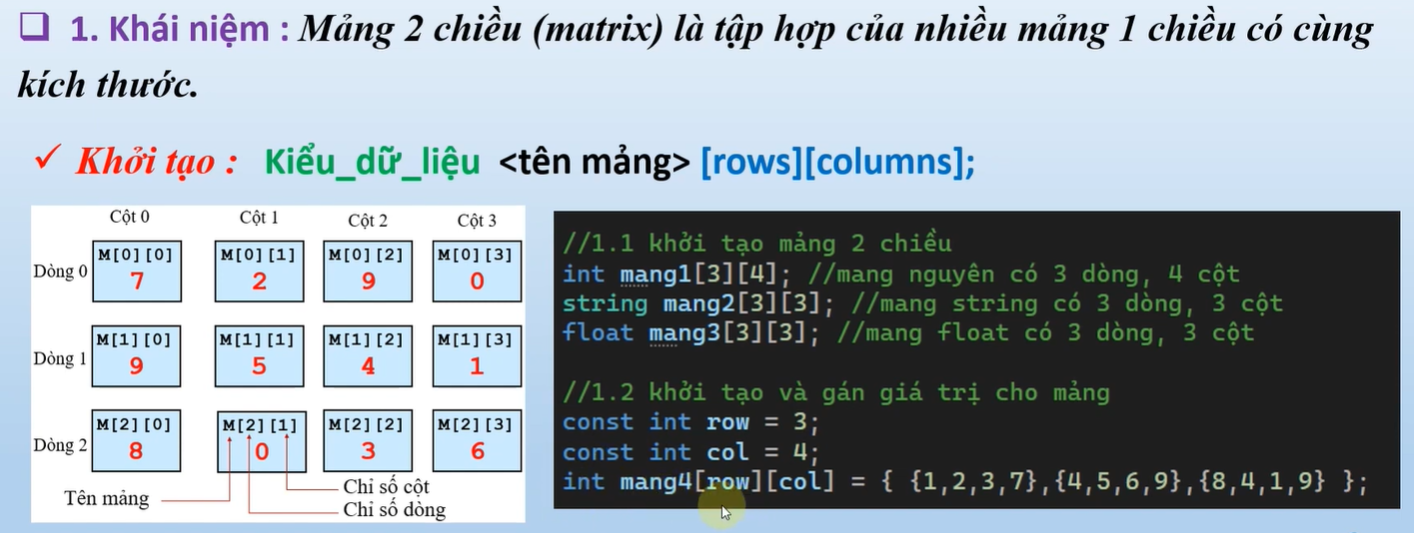 1. Khái niệm : Mảng 2 chiều (matrix) là tập hợp của nhiều mảng 1 chiều có cùng
kích thước.
✓ Khởi tạo : Kiểu_dữ_liệu <tên mảng> [rows][columns];
Cột 0 Cột 1 Cột 2 Cột 3
M[0][0] M[0][1] M[0][2] M[0][3]
Dòng 0 7 2 9 0
M[1][0] M[1][1] M[1][2] M[1][3]
Dòng 1 9 5 4 1
M[2][0] M[2][1] M[2][2] M[2][3]
Dòng 2 8 0 3 6
Chỉ số cột
Tên mảng
Chỉ số dòng
//1.1 khởi tạo mảng 2 chiều
int mang1[3][4]; //mang nguyên có 3 dòng, 4 cột
string mang2[3][3]; //mang string có 3 dòng, 3 cột
float mang3[3][3]; //mang float có 3 dòng, 3 cột
//1.2 khởi tạo và gán giá trị cho mảng
const int row = 3;
const int col = 4;
int mang4[row][col] = { {1,2,3,7},{4,5,6,9},{8,4,1,9} };